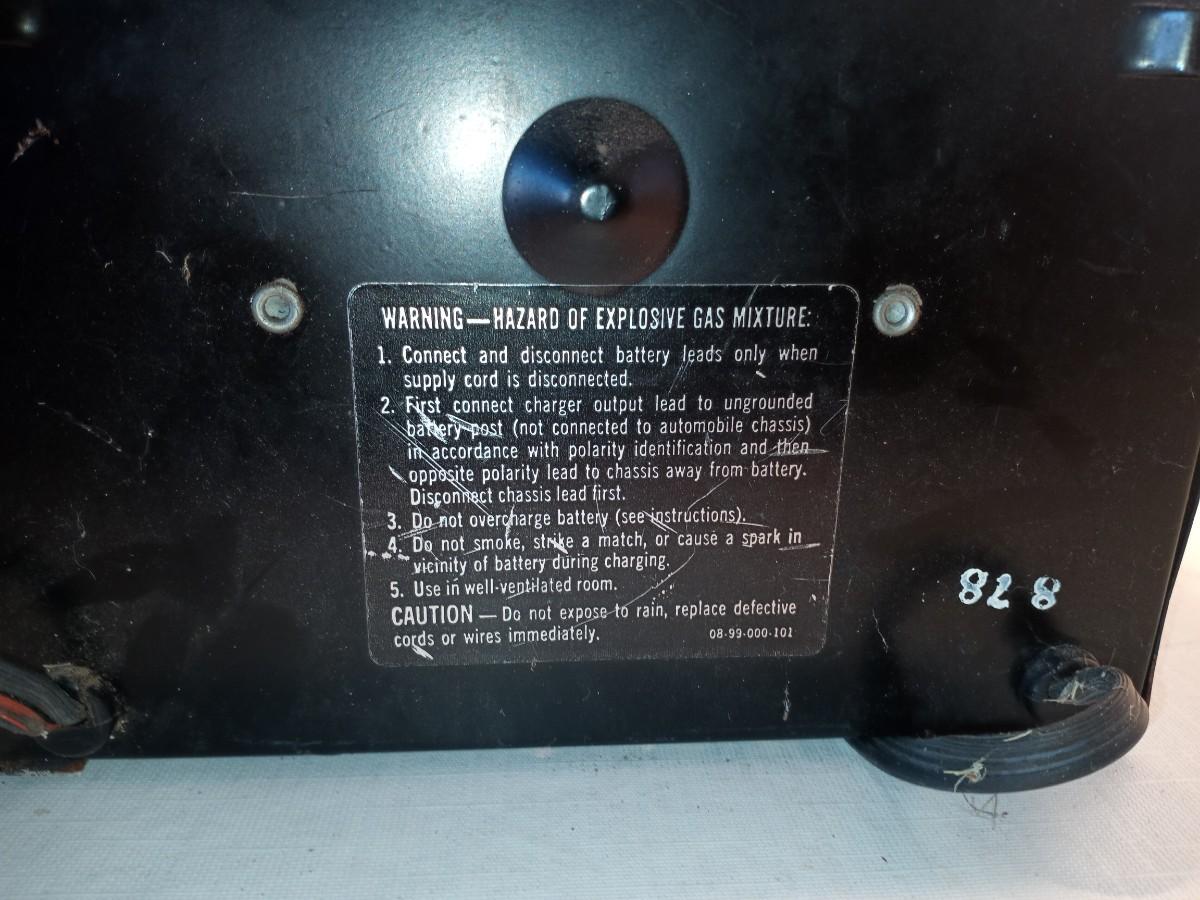 WARNING—HAZARD OF EXPLOSIVE GAS MIXTURE:
1. Connect and disconnect battery leads only when
supply cord is disconnected.
2. First connect charger output lead to ungrounded
battery post (not connected to automobile chassis)
in accordance with polarity identification and then
opposite polarity lead to chassis away from battery.
Disconnect chassis lead first.
3. Do not overcharge battery (see instructions).
4. Do not smoke, strike a match, or cause a spark in
vicinity of battery during charging.
5. Use in well-ventilated room.
CAUTION — Do not expose to rain, replace defective
cords or wires immediately.
08-99-000-101
8 78